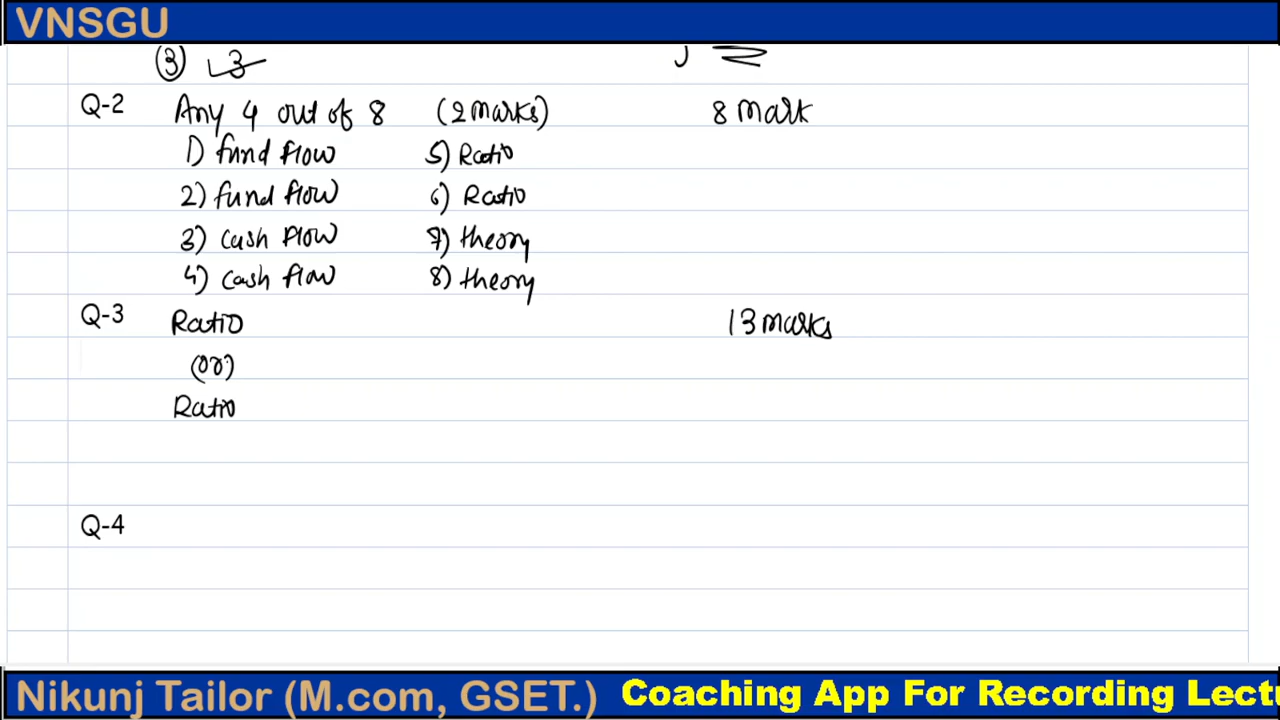 VNSGU
③ 3
Q-2 Any 4 out of 8 (2 marks) 8 mark
1) fund flow 5) Ratio
2) fund flow 6) Ratio
3) cash flow 7) theory
4) cash flow 8) theory
Q-3 Ratio 13 marks
(or)
Ratio
Q-4
Nikunj Tailor (M.com, GSET.) Coaching App For Recording Lect